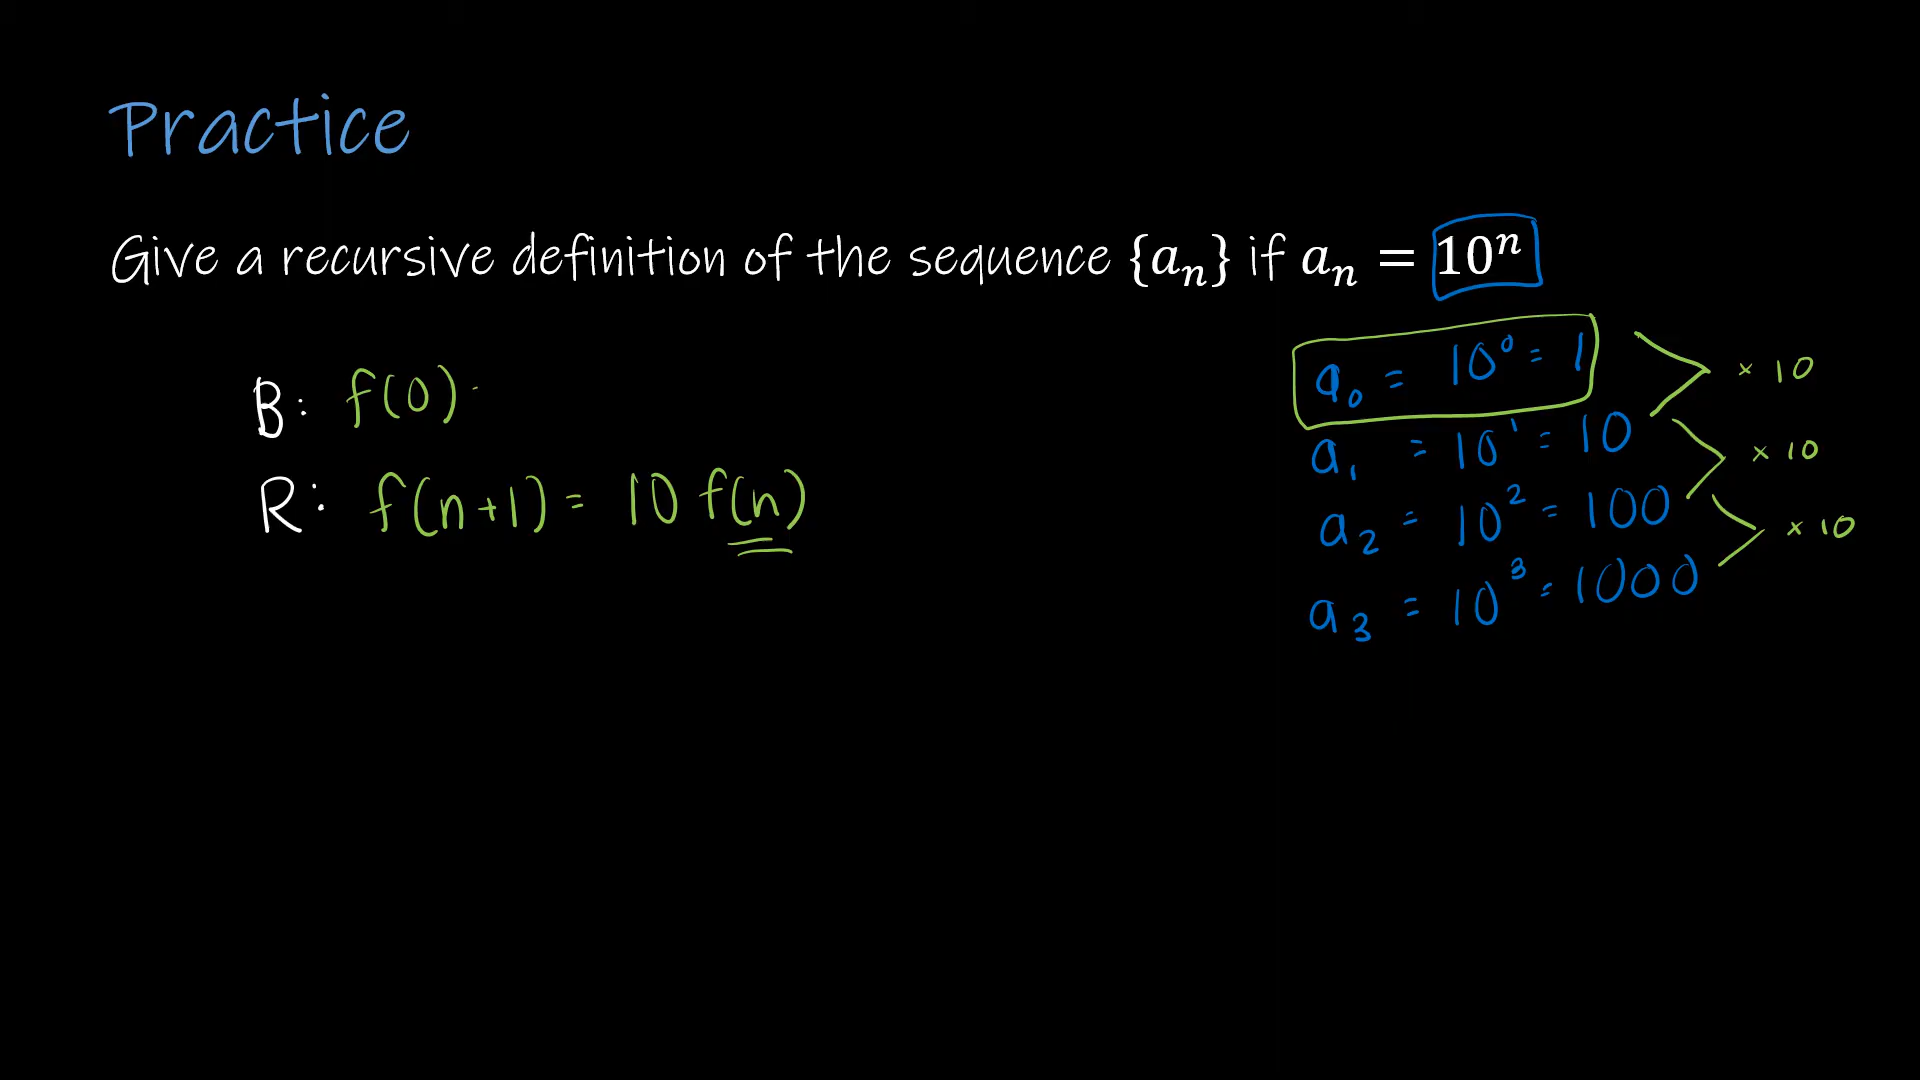 Practice
Give a recursive definition of the sequence {aₙ} if aₙ = 10ⁿ
B: f(0)
R: f(n+1) = 10 f(n)
a₀ = 10⁰ = 1
× 10
a₁ = 10¹ = 10
× 10
a₂ = 10² = 100
× 10
a₃ = 10³ = 1000